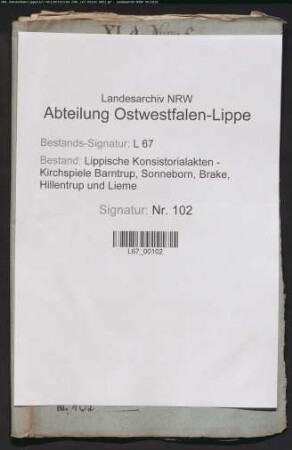 Landesarchiv NRW
Abteilung Ostwestfalen-Lippe
Bestands-Signatur: L 67
Bestand: Lippische Konsistorialakten -
Kirchspiele Barntrup, Sonneborn, Brake,
Hillentrup und Lieme
Signatur: Nr. 102
L67_00102